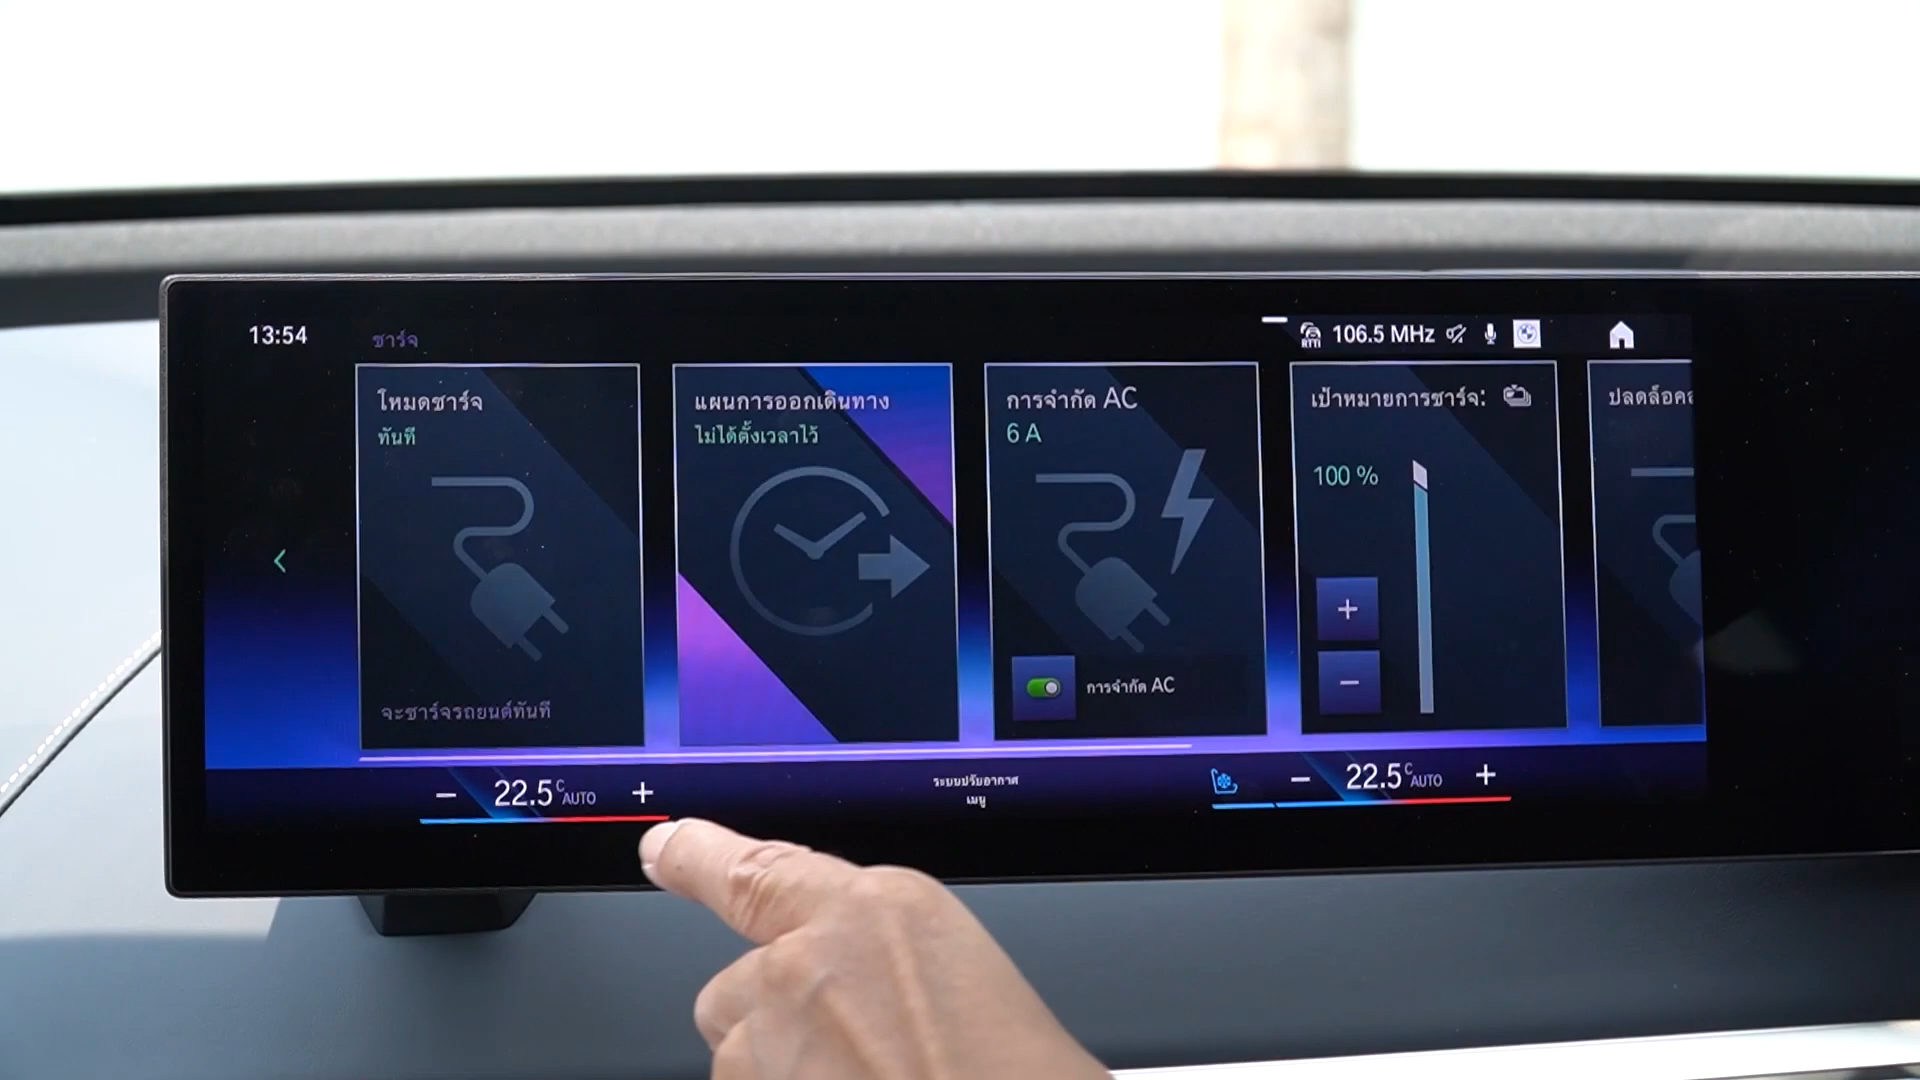 13:54
ชาร์จ
RTTI
106.5 MHz
โหมดชาร์จ
ทันที
จะชาร์จรถยนต์ทันที
แผนการออกเดินทาง
ไม่ได้ตั้งเวลาไว้
การจำกัด AC
6 A
การจำกัด AC
เป้าหมายการชาร์จ:
100 %
+
−
− 22.5 °C AUTO +
ระบบปรับอากาศ
เมนู
− 22.5 °C AUTO +